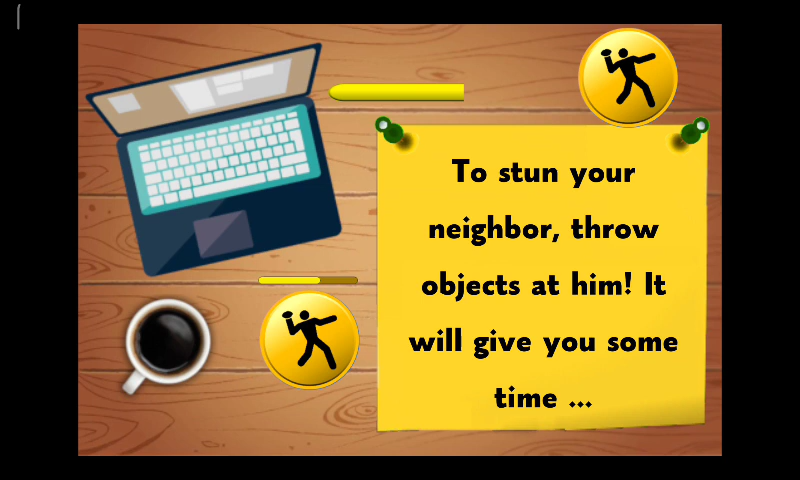 To stun your
neighbor, throw
objects at him! It
will give you some
time ...